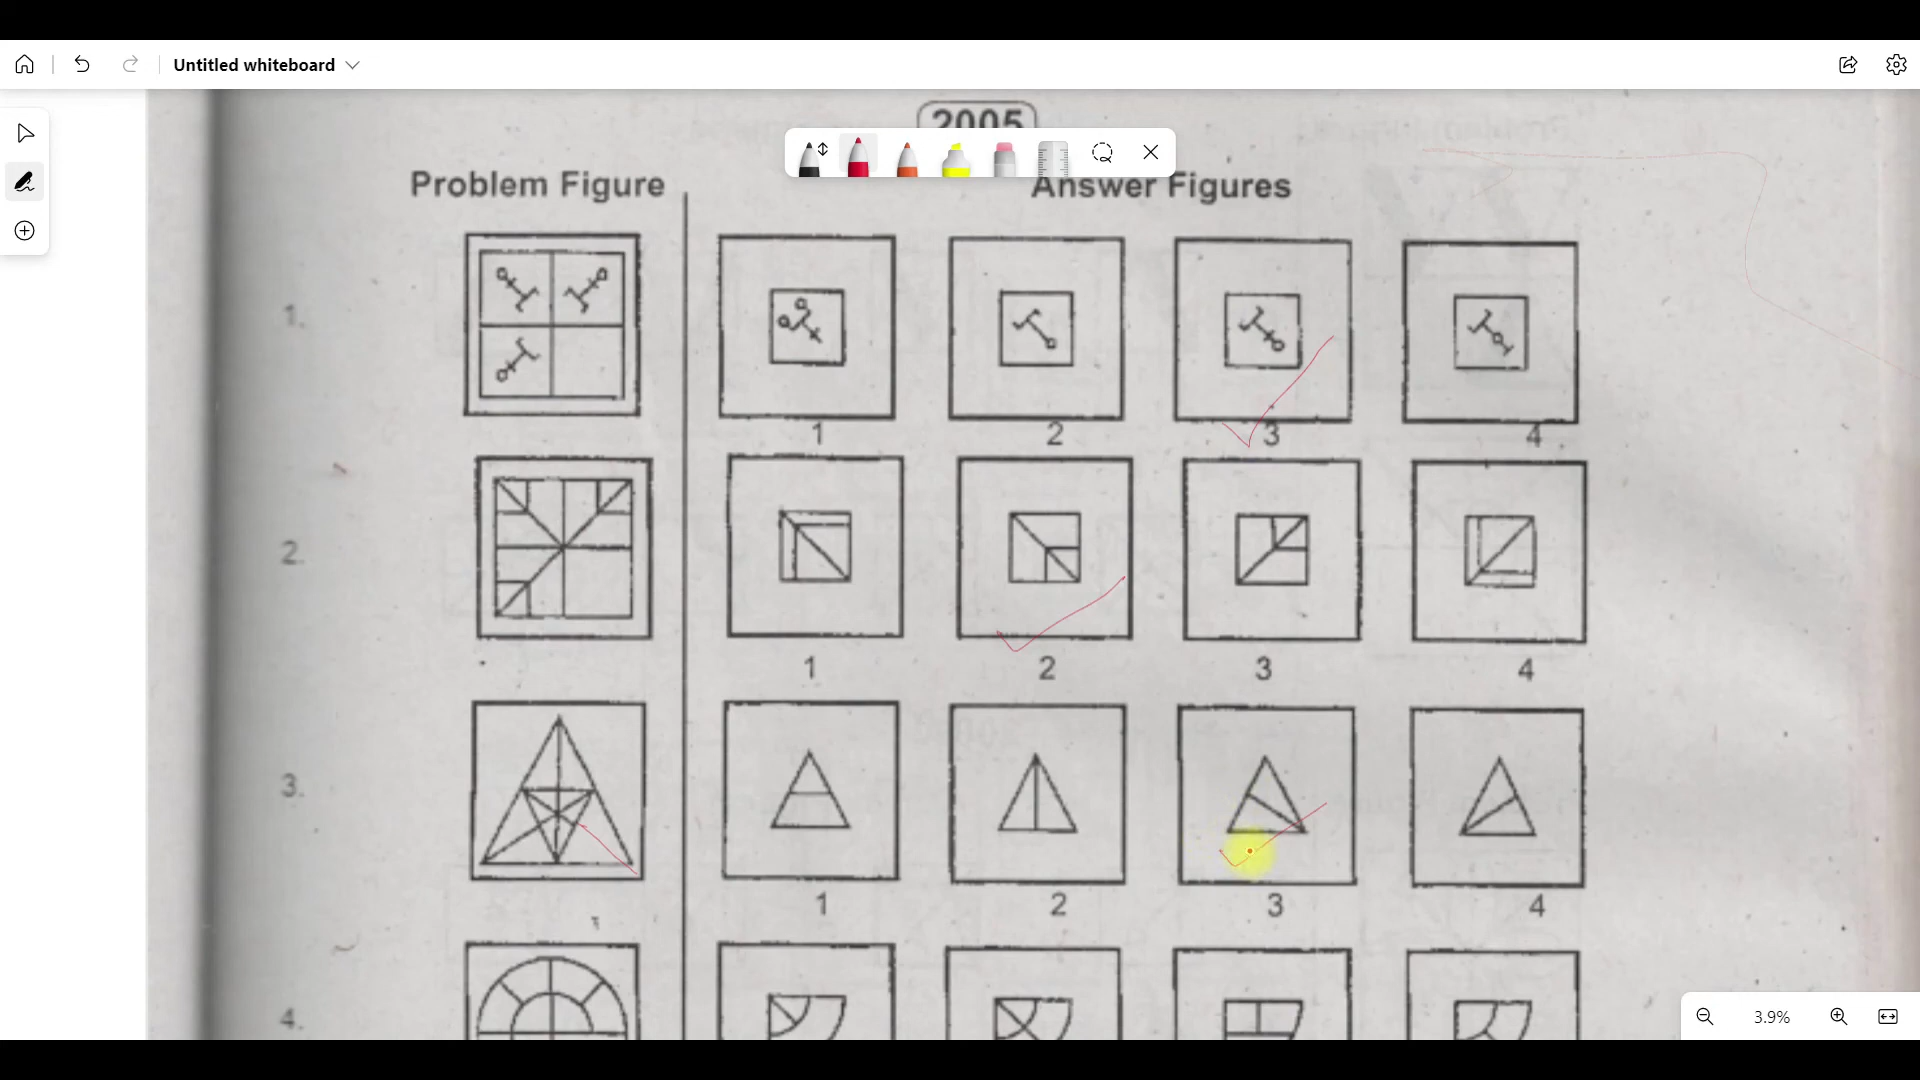 Untitled whiteboard
2005
Problem Figure
Answer Figures
1.
1 2 3 4
2.
1 2 3 4
3.
1 2 3 4
4.
3.9%